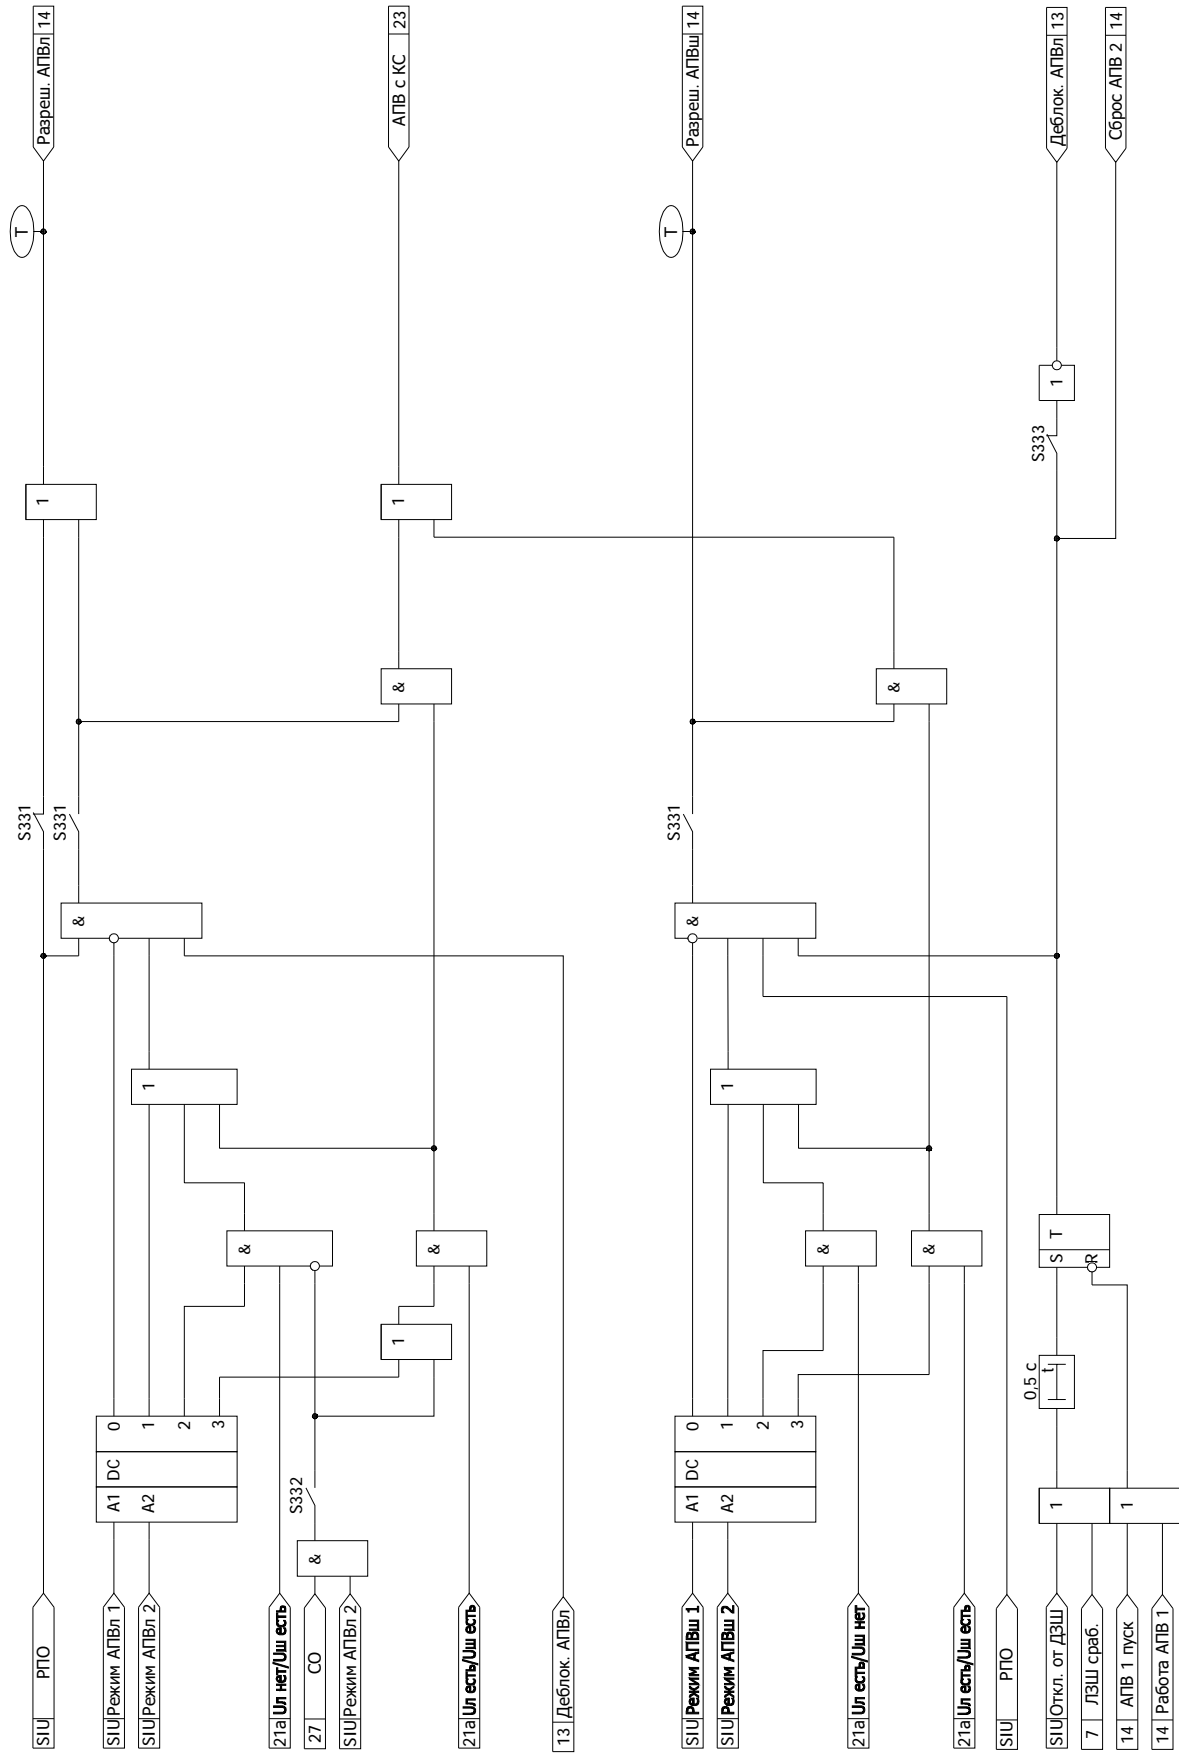 SIU РПО
SIU Режим АПВл 1
SIU Режим АПВл 2
21а Uл нет/Uш есть
27 СО
SIU Режим АПВл 2
21а Uл есть/Uш есть
13 Деблок. АПВл
A1 DC 0
A2 1
2
3
S332
&
1
&
&
1
&
S331
S331
1
&
1
T
Разреш. АПВл 14
АПВ с КС 23
SIU Режим АПВш 1
SIU Режим АПВш 2
21а Uл есть/Uш нет
21а Uл есть/Uш есть
SIU РПО
A1 DC 0
A2 1
2
3
&
&
1
&
S331
&
T
Разреш. АПВш 14
SIU Откл. от ДЗШ
7 ЛЗШ сраб.
14 АПВ 1 пуск
14 Работа АПВ 1
1
1
0,5 с
t
S T
R
S333
1
Деблок. АПВл 13
Сброс АПВ 2 14